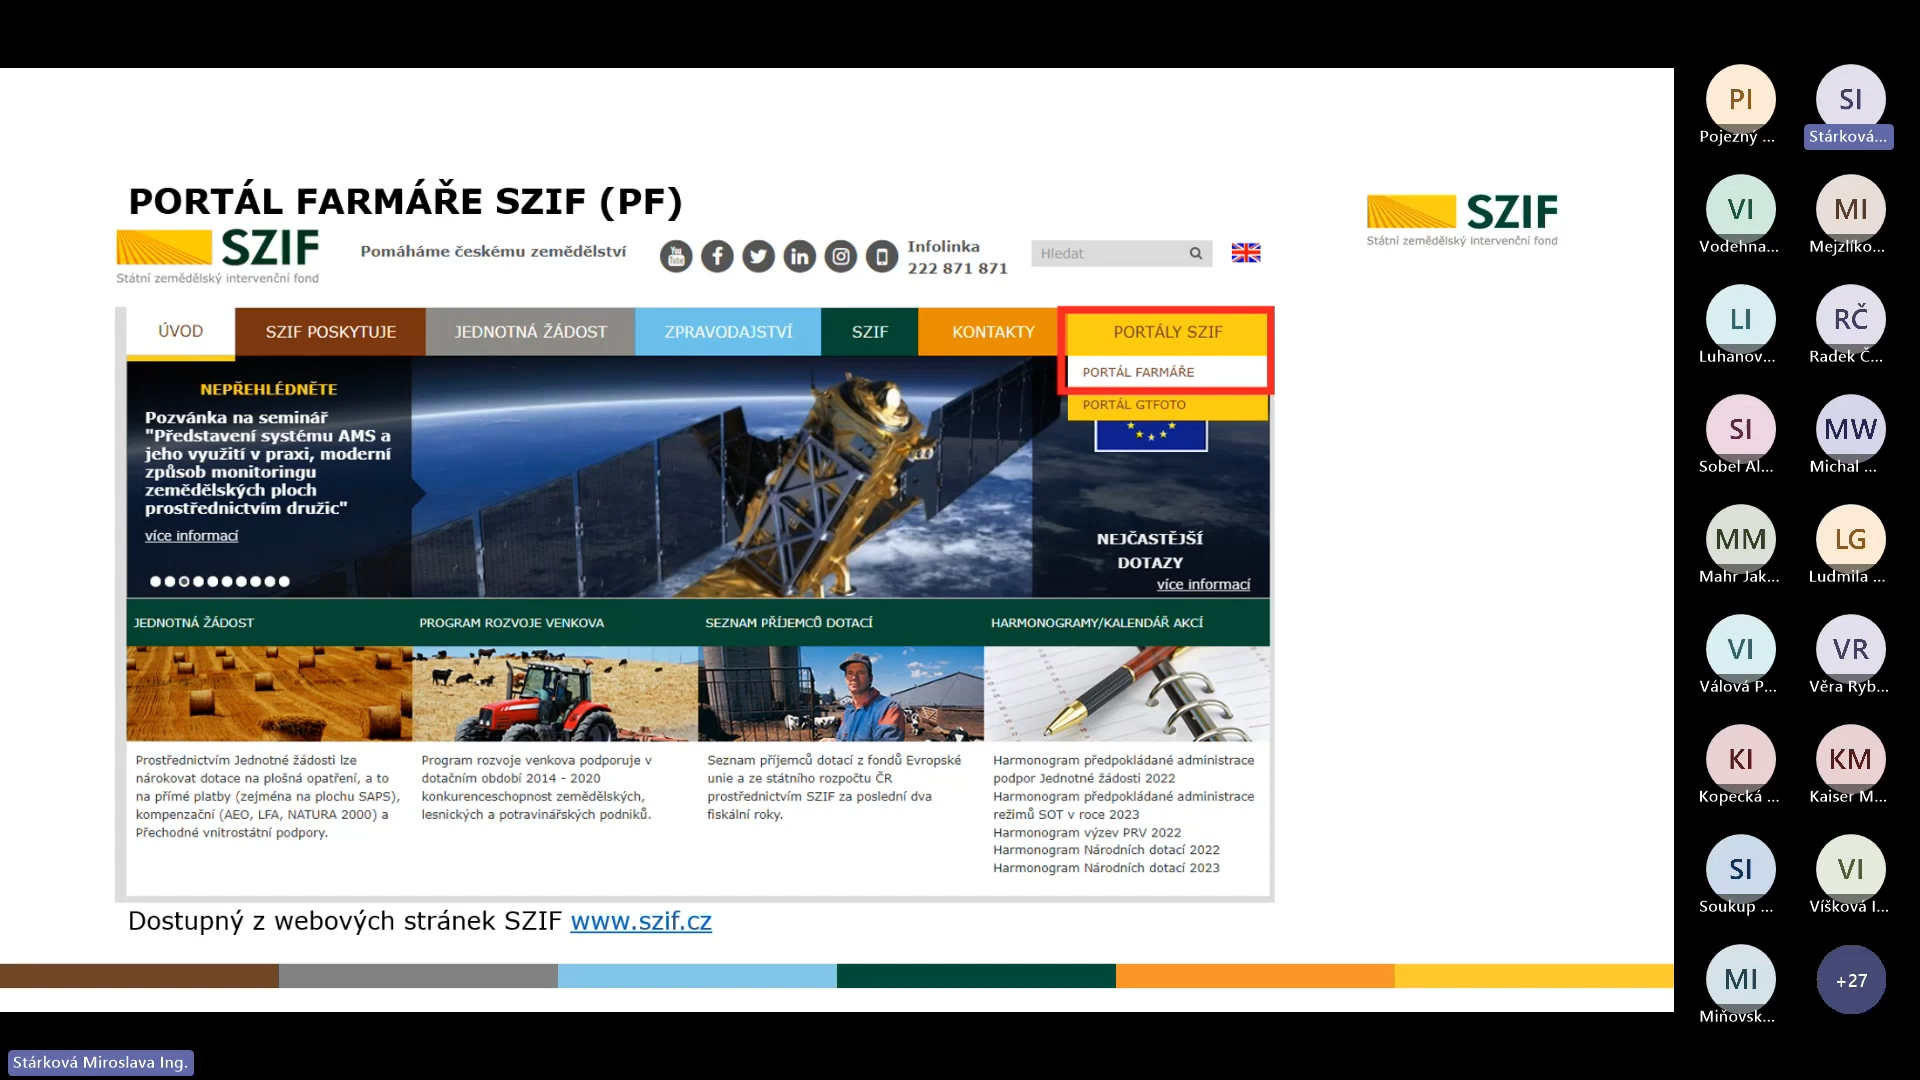 PORTÁL FARMÁŘE SZIF (PF)
SZIF
Státní zemědělský intervenční fond
Pomáháme českému zemědělství
You Tube
Infolinka
222 871 871
Hledat
SZIF
Státní zemědělský intervenční fond
ÚVOD
SZIF POSKYTUJE
JEDNOTNÁ ŽÁDOST
ZPRAVODAJSTVÍ
SZIF
KONTAKTY
PORTÁLY SZIF
PORTÁL FARMÁŘE
PORTÁL GTFOTO
NEPŘEHLÉDNĚTE
Pozvánka na seminář
"Představení systému AMS a
jeho využití v praxi, moderní
způsob monitoringu
zemědělských ploch
prostřednictvím družic"
více informací
NEJČASTĚJŠÍ
DOTAZY
více informací
JEDNOTNÁ ŽÁDOST
PROGRAM ROZVOJE VENKOVA
SEZNAM PŘÍJEMCŮ DOTACÍ
HARMONOGRAMY/KALENDÁŘ AKCÍ
Prostřednictvím Jednotné žádosti lze
nárokovat dotace na plošná opatření, a to
na přímé platby (zejména na plochu SAPS),
kompenzační (AEO, LFA, NATURA 2000) a
Přechodné vnitrostátní podpory.
Program rozvoje venkova podporuje v
dotačním období 2014 - 2020
konkurenceschopnost zemědělských,
lesnických a potravinářských podniků.
Seznam příjemců dotací z fondů Evropské
unie a ze státního rozpočtu ČR
prostřednictvím SZIF za poslední dva
fiskální roky.
Harmonogram předpokládané administrace
podpor Jednotné žádosti 2022
Harmonogram předpokládané administrace
režimů SOT v roce 2023
Harmonogram výzev PRV 2022
Harmonogram Národních dotací 2022
Harmonogram Národních dotací 2023
Dostupný z webových stránek SZIF www.szif.cz
PI
Pojezný ...
SI
Stárková...
VI
Vodehna...
MI
Mejzlíko...
LI
Luhanov...
RČ
Radek Č...
SI
Sobel Al...
MW
Michal ...
MM
Mahr Jak...
LG
Ludmila ...
VI
Válová P...
VR
Věra Ryb...
KI
Kopecká ...
KM
Kaiser M...
SI
Soukup ...
VI
Víšková I...
MI
Miňovsk...
+27
Stárková Miroslava Ing.